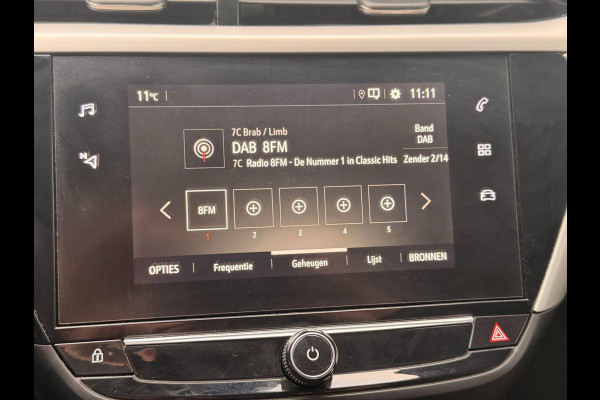 11°C
11:11
7C Brab / Limb
DAB 8FM
7C Radio 8FM - De Nummer 1 in Classic Hits
Band
DAB
Zender 2/14
N
8FM
1 2 3 4 5
OPTIES Frequentie Geheugen Lijst BRONNEN